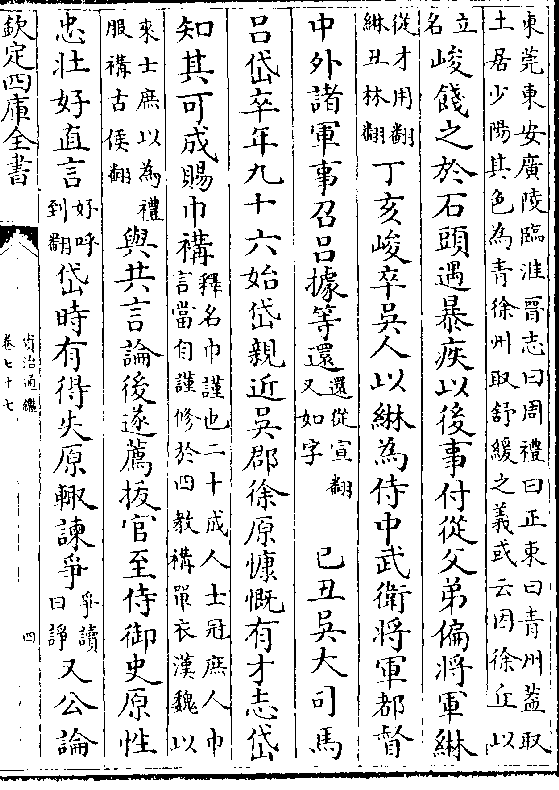 東莞東安廣陵臨淮晉志曰周禮曰正東曰青州蓋取
土居少陽其色為青徐州取舒緩之義或云因徐丘以
立
名
峻餞之於石頭遇暴疾以後事付從父弟偏將軍綝
從才用翻
綝丑林翻
丁亥峻卒吳人以綝為侍中武衛將軍都督
中外諸軍事召呂據等還
還從宣翻
又如字
己丑吳大司馬
呂岱卒年九十六始岱親近吳郡徐原慷慨有才志岱
知其可成賜巾褠
釋名巾謹也二十成人士冠庶人巾
言當自謹修於四教褠單衣漢魏以
來士庶以為禮
服褠古侯翻
與共言論後遂薦拔官至侍御史原性
忠壯好直言
好呼
到翻
岱時有得失原輒諫爭
爭讀
曰諍
又公論
欽定四庫全書
資治通鑑
卷七十七
四